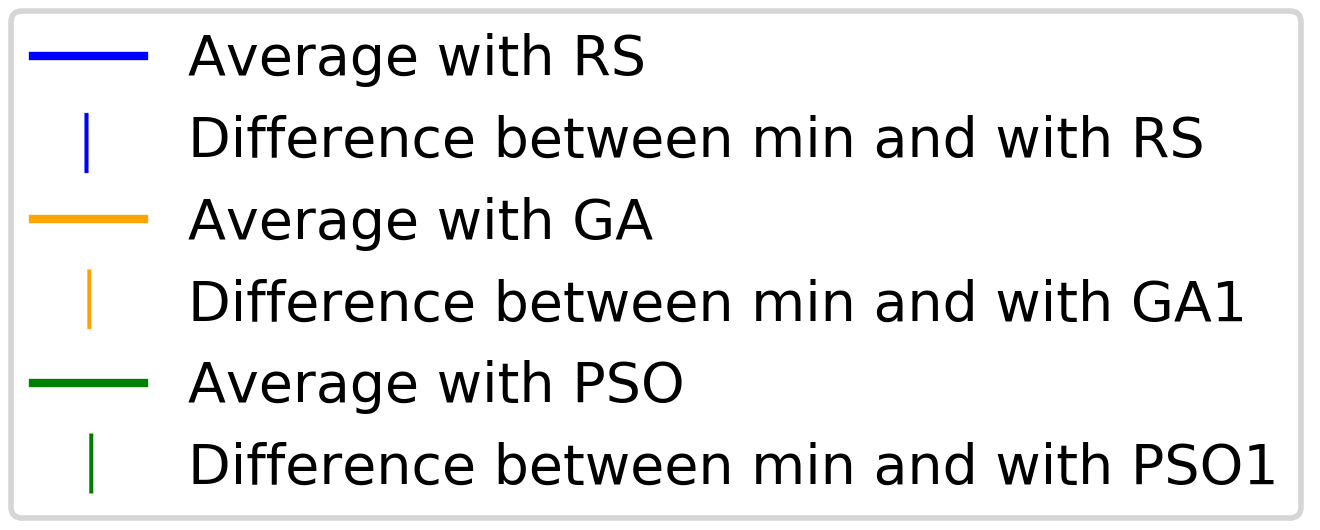 Average with RS
Difference between min and with RS
Average with GA
Difference between min and with GA1
Average with PSO
Difference between min and with PSO1